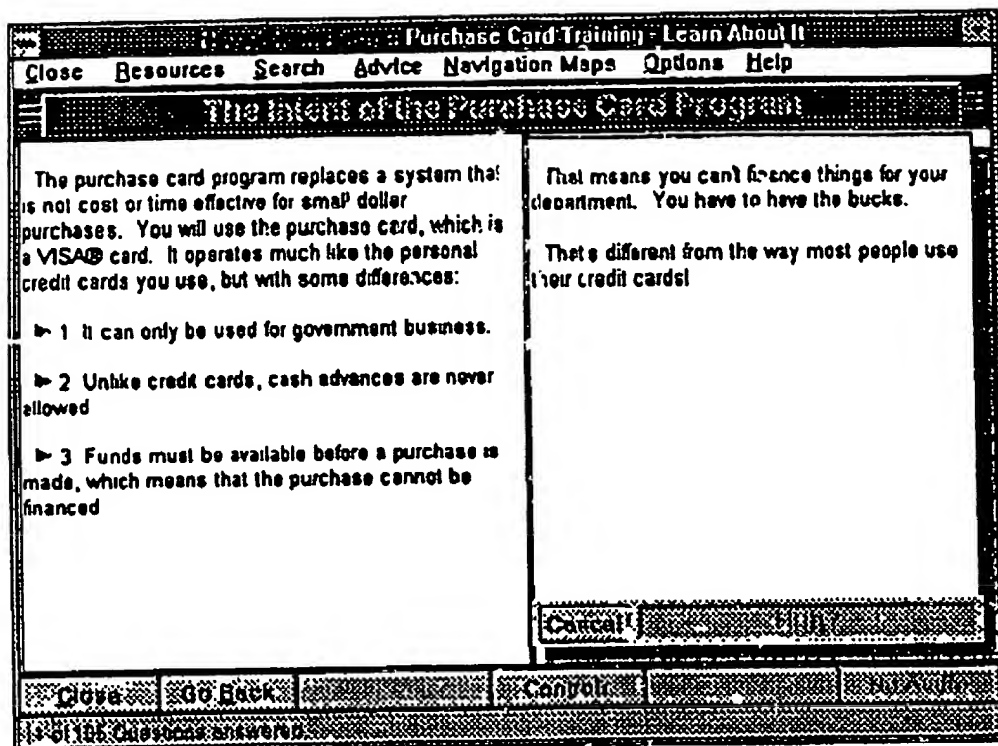 Purchase Card Training - Learn About It
Close Resources Search Advice Navigation Maps Options Help
The Intent of the Purchase Card Program
The purchase card program replaces a system that
is not cost or time effective for small dollar
purchases. You will use the purchase card, which is
a VISA® card. It operates much like the personal
credit cards you use, but with some differences:
► 1 It can only be used for government business.
► 2 Unlike credit cards, cash advances are never
allowed
► 3 Funds must be available before a purchase is
made, which means that the purchase cannot be
financed
That means you can't finance things for your
department. You have to have the bucks.
That's different from the way most people use
their credit cards!
Cancel
Close Go Back Controls No Audio
of 106 Questions answered.